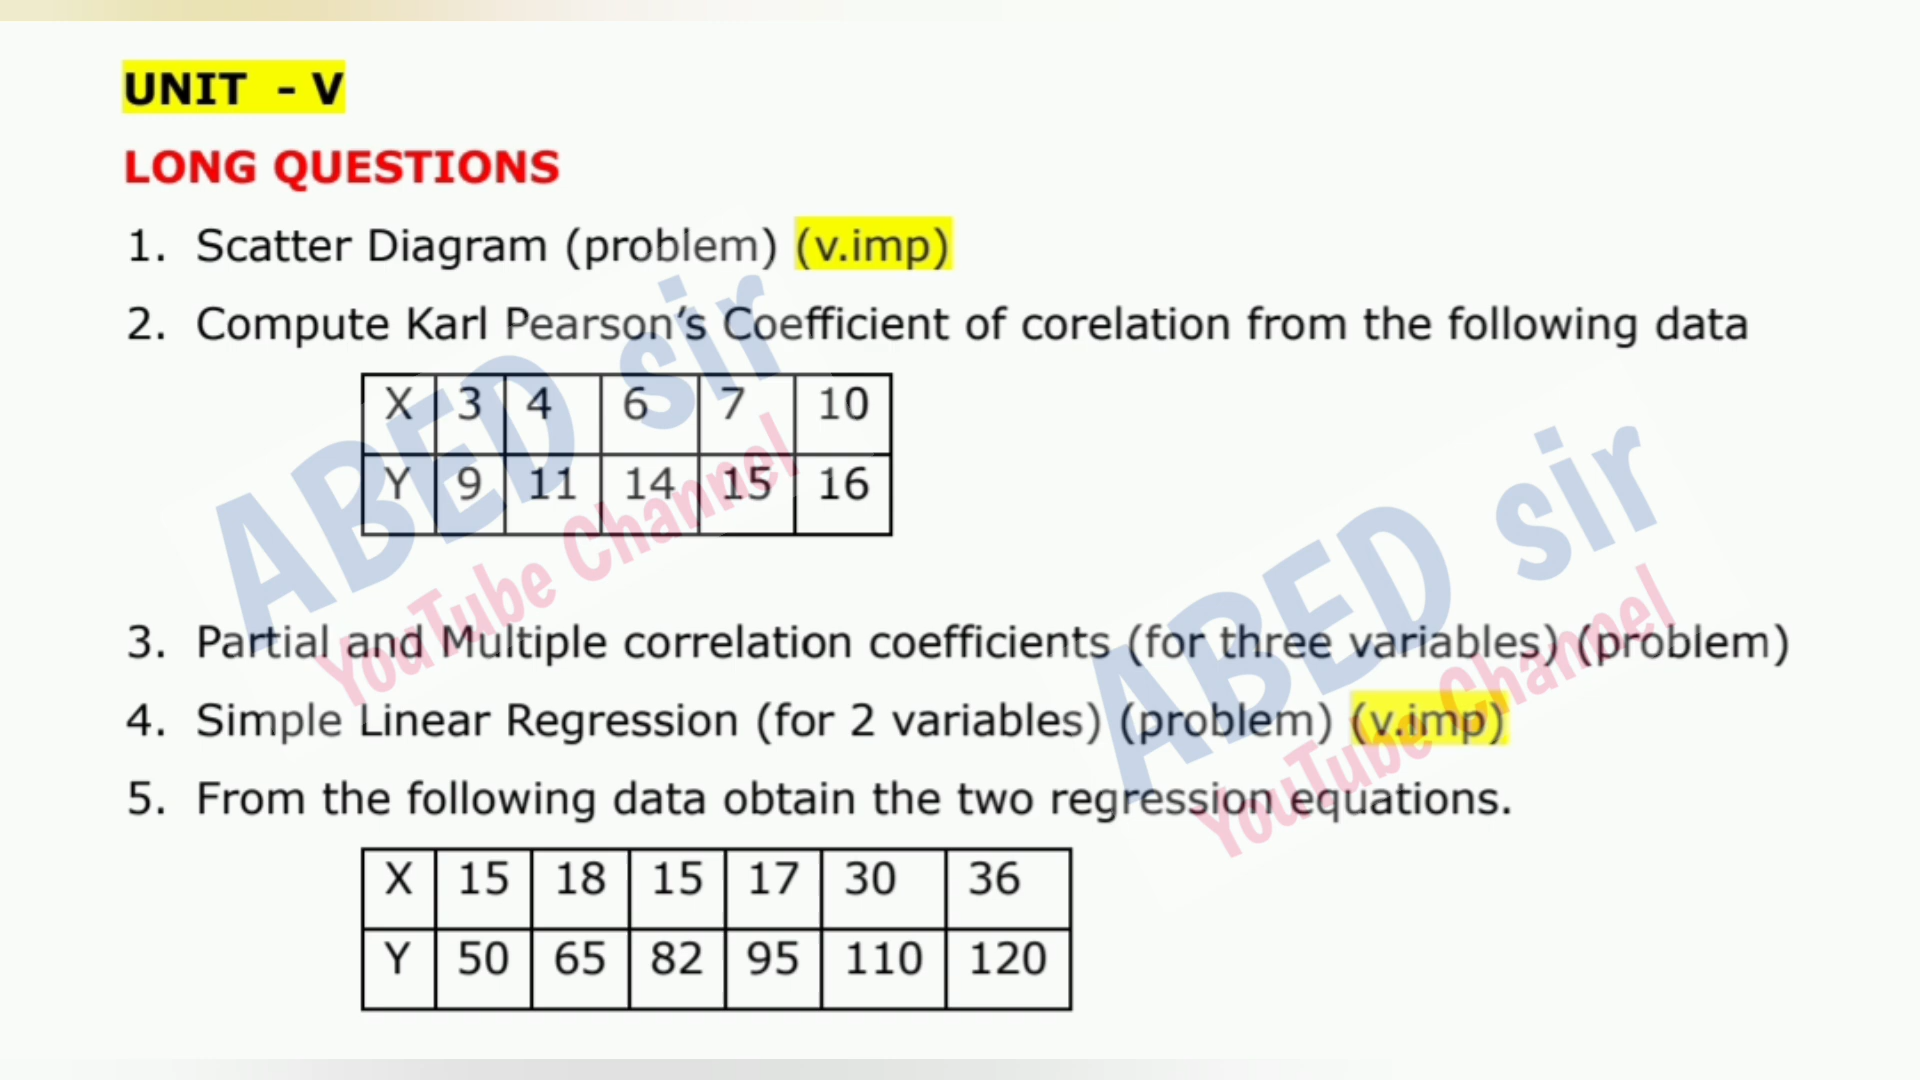 UNIT - V
LONG QUESTIONS
1. Scatter Diagram (problem) (v.imp)
2. Compute Karl Pearson’s Coefficient of corelation from the following data
X 3 4 6 7 10
Y 9 11 14 15 16
3. Partial and Multiple correlation coefficients (for three variables) (problem)
4. Simple Linear Regression (for 2 variables) (problem) (v.imp)
5. From the following data obtain the two regression equations.
X 15 18 15 17 30 36
Y 50 65 82 95 110 120
ABED sir
YouTube Channel
ABED sir
YouTube Channel